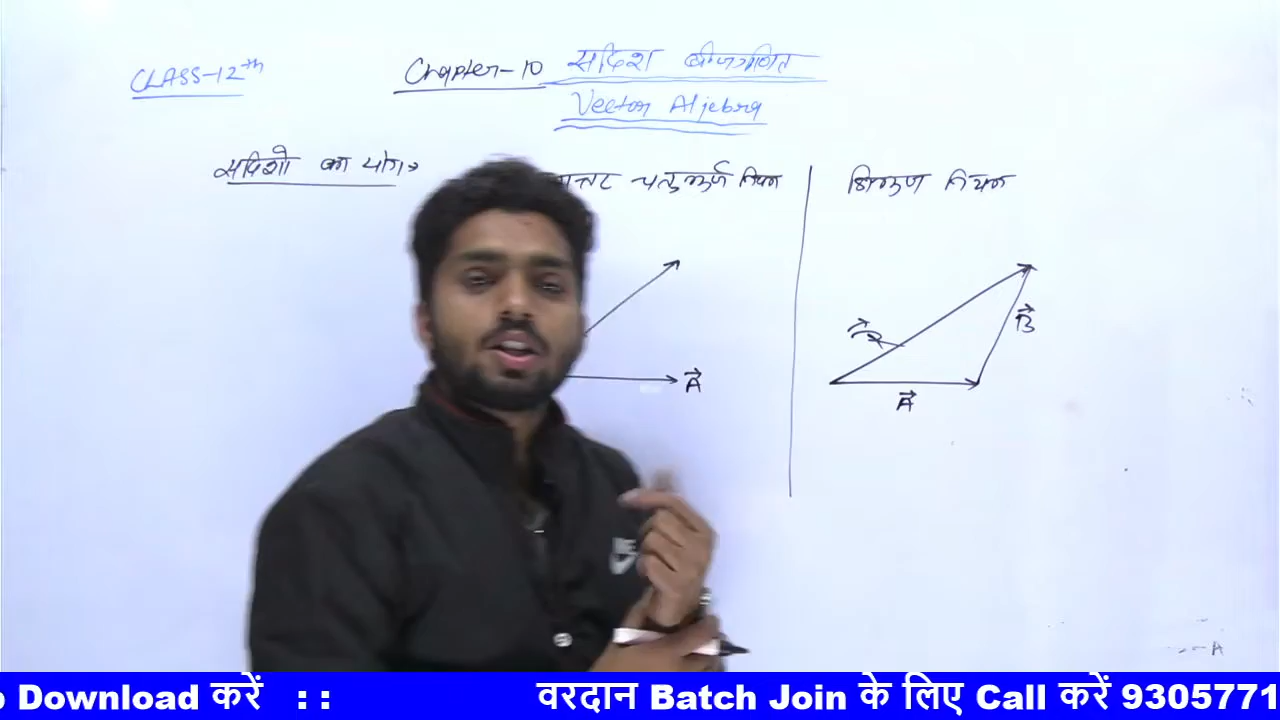 CLASS-12th
Chapter-10 सदिश बीजगणित
Vector Aljebra
सदिशो का योग
चतुर्भुज नियम
त्रिभुज नियम
A
R
B
A
A
p Download करें : : वरदान Batch Join के लिए Call करें 9305771